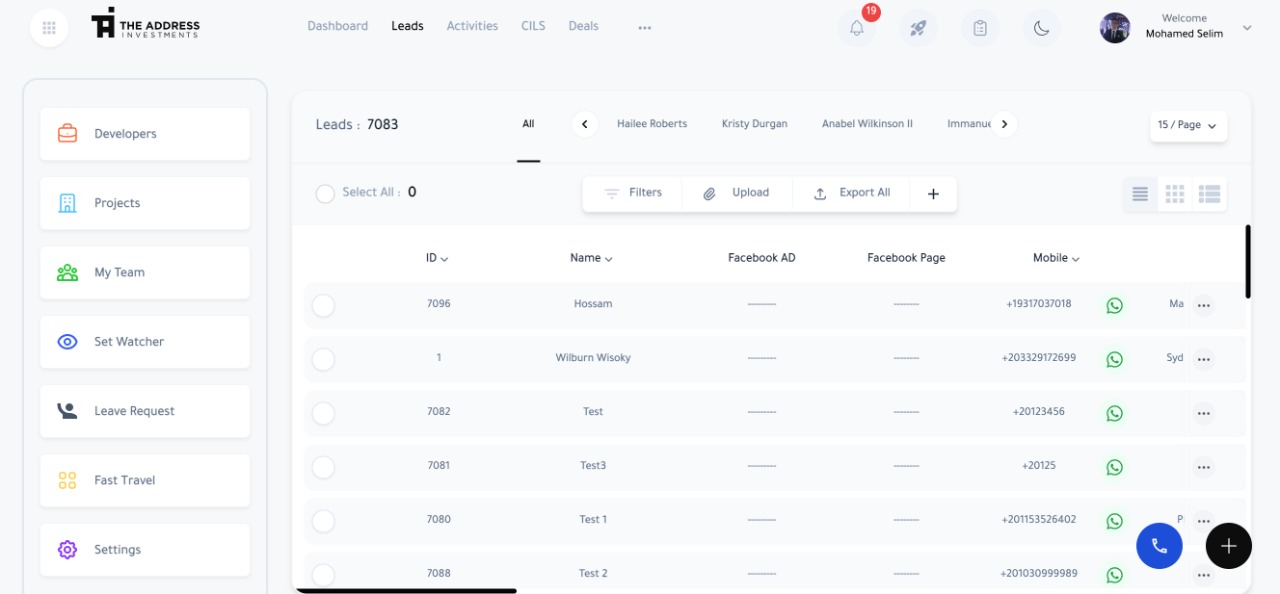 THE ADDRESS
INVESTMENTS
Dashboard Leads Activities CILS Deals ...
19
Welcome
Mohamed Selim
Developers
Projects
My Team
Set Watcher
Leave Request
Fast Travel
Settings
Leads : 7083
All Hailee Roberts Kristy Durgan Anabel Wilkinson II Immanue
15 / Page
Select All : 0
Filters Upload Export All +
ID Name Facebook AD Facebook Page Mobile
7096 Hossam --------- -------- +19317037018 Ma ...
1 Wilburn Wisoky --------- -------- +203329172699 Syd ...
7082 Test --------- -------- +20123456 ...
7081 Test3 --------- -------- +20125 ...
7080 Test 1 --------- -------- +201153526402 P ...
7088 Test 2 --------- -------- +201030999989 ...